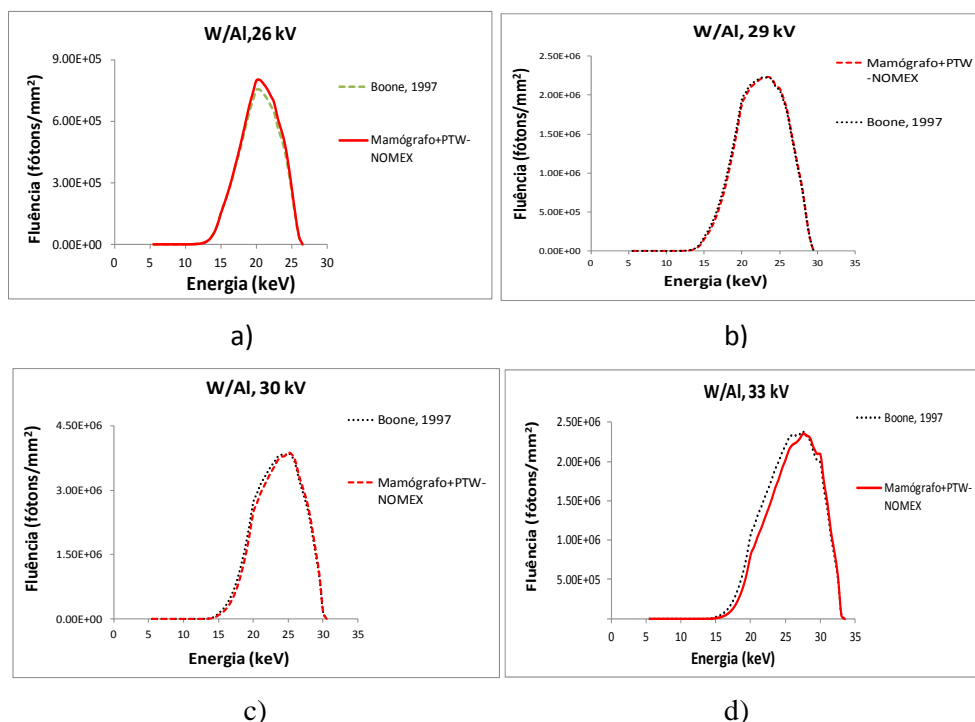 W/Al,26 kV
9.00E+05
6.00E+05
3.00E+05
0.00E+00
Fluência (fótons/mm²)
0 5 10 15 20 25 30
Energia (keV)
Boone, 1997
Mamógrafo+PTW-
NOMEX
a)
W/Al, 29 kV
2.50E+06
2.00E+06
1.50E+06
1.00E+06
5.00E+05
0.00E+00
Fluência (fótons/mm²)
0 5 10 15 20 25 30 35
Energia (keV)
Mamógrafo+PTW
-NOMEX
Boone, 1997
b)
W/Al, 30 kV
4.50E+06
3.00E+06
1.50E+06
0.00E+00
Fluência (fótons/mm²)
0 5 10 15 20 25 30 35
Energia (keV)
Boone, 1997
Mamógrafo+PTW-
NOMEX
c)
W/Al, 33 kV
2.50E+06
2.00E+06
1.50E+06
1.00E+06
5.00E+05
Fluência (fótons/mm²)
0 5 10 15 20 25 30 35
Energia (keV)
Boone, 1997
Mamógrafo+PTW-
NOMEX
d)